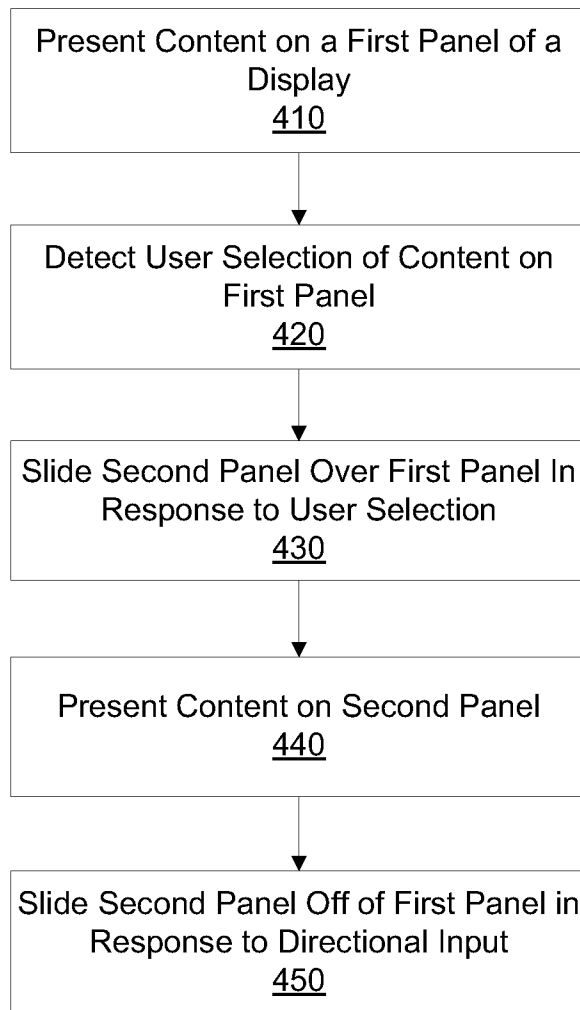 Present Content on a First Panel of a
Display
410
Detect User Selection of Content on
First Panel
420
Slide Second Panel Over First Panel In
Response to User Selection
430
Present Content on Second Panel
440
Slide Second Panel Off of First Panel in
Response to Directional Input
450